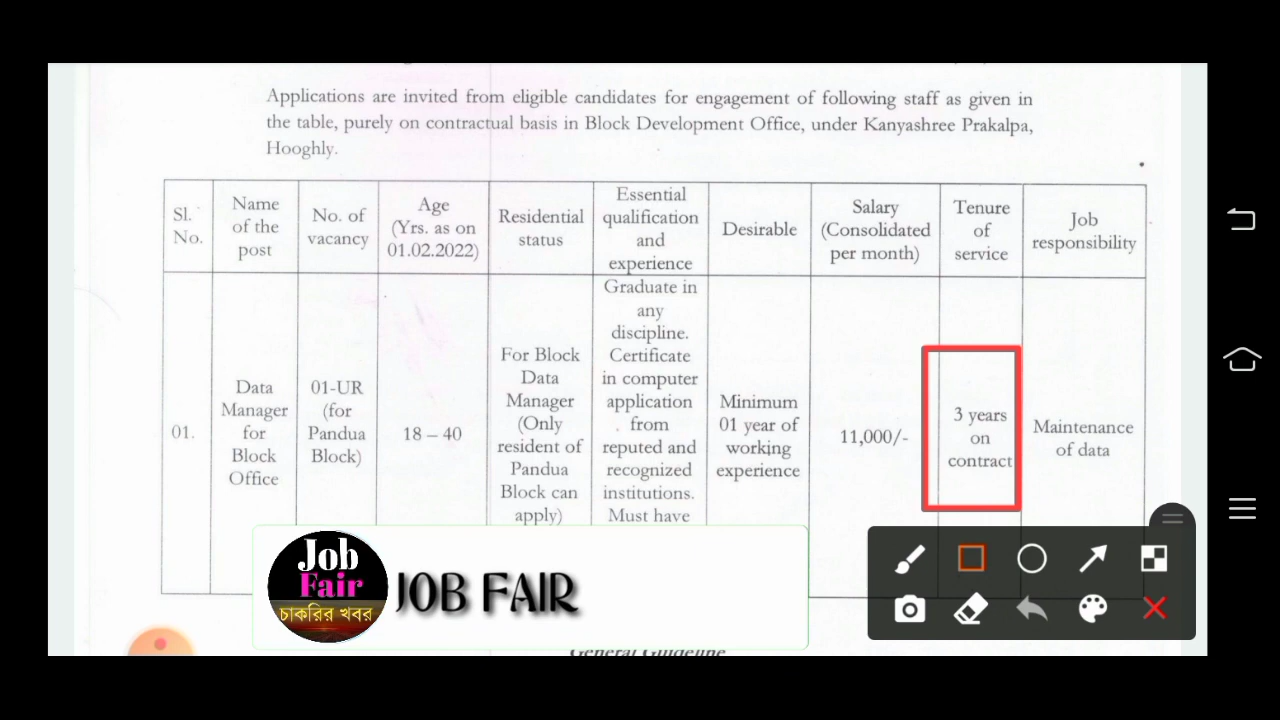 Applications are invited from eligible candidates for engagement of following staff as given in
the table, purely on contractual basis in Block Development Office, under Kanyashree Prakalpa,
Hooghly.
Sl.
No.
Name
of the
post
No. of
vacancy
Age
(Yrs. as on
01.02.2022)
Residential
status
Essential
qualification
and
experience
Desirable
Salary
(Consolidated
per month)
Tenure
of
service
Job
responsibility
01.
Data
Manager
for
Block
Office
01-UR
(for
Pandua
Block)
18 – 40
For Block
Data
Manager
(Only
resident of
Pandua
Block can
apply)
Graduate in
any
discipline.
Certificate
in computer
application
from
reputed and
recognized
institutions.
Must have
Minimum
01 year of
working
experience
11,000/-
3 years
on
contract
Maintenance
of data
Job
Fair
চাকরির খবর
JOB FAIR
General Guideline